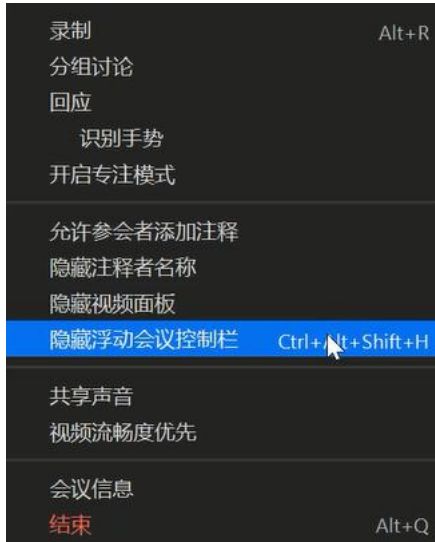 录制 Alt+R
分组讨论
回应
识别手势
开启专注模式
允许参会者添加注释
隐藏注释者名称
隐藏视频面板
隐藏浮动会议控制栏 Ctrl+Alt+Shift+H
共享声音
视频流畅度优先
会议信息
结束 Alt+Q